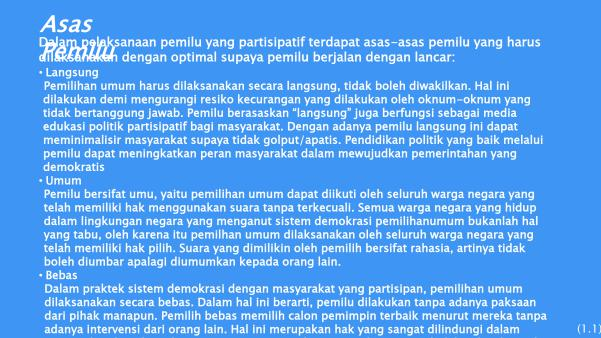 Asas
Pemilu
Dalam pelaksanaan pemilu yang partisipatif terdapat asas-asas pemilu yang harus
dilaksanakan dengan optimal supaya pemilu berjalan dengan lancar:
• Langsung
Pemilihan umum harus dilaksanakan secara langsung, tidak boleh diwakilkan. Hal ini
dilakukan demi mengurangi resiko kecurangan yang dilakukan oleh oknum-oknum yang
tidak bertanggung jawab. Pemilu berasaskan "langsung" juga berfungsi sebagai media
edukasi politik partisipatif bagi masyarakat. Dengan adanya pemilu langsung ini dapat
meminimalisir masyarakat supaya tidak golput/apatis. Pendidikan politik yang baik melalui
pemilu dapat meningkatkan peran masyarakat dalam mewujudkan pemerintahan yang
demokratis
• Umum
Pemilu bersifat umu, yaitu pemilihan umum dapat diikuti oleh seluruh warga negara yang
telah memiliki hak menggunakan suara tanpa terkecuali. Semua warga negara yang hidup
dalam lingkungan negara yang menganut sistem demokrasi pemilihanumum bukanlah hal
yang tabu, oleh karena itu pemilhan umum dilaksanakan oleh seluruh warga negara yang
telah memiliki hak pilih. Suara yang dimilikin oleh pemilih bersifat rahasia, artinya tidak
boleh diumbar apalagi diumumkan kepada orang lain.
• Bebas
Dalam praktek sistem demokrasi dengan masyarakat yang partisipan, pemilihan umum
dilaksanakan secara bebas. Dalam hal ini berarti, pemilu dilakukan tanpa adanya paksaan
dari pihak manapun. Pemilih bebas memilih calon pemimpin terbaik menurut mereka tanpa
adanya intervensi dari orang lain. Hal ini merupakan hak yang sangat dilindungi dalam
(1.1)